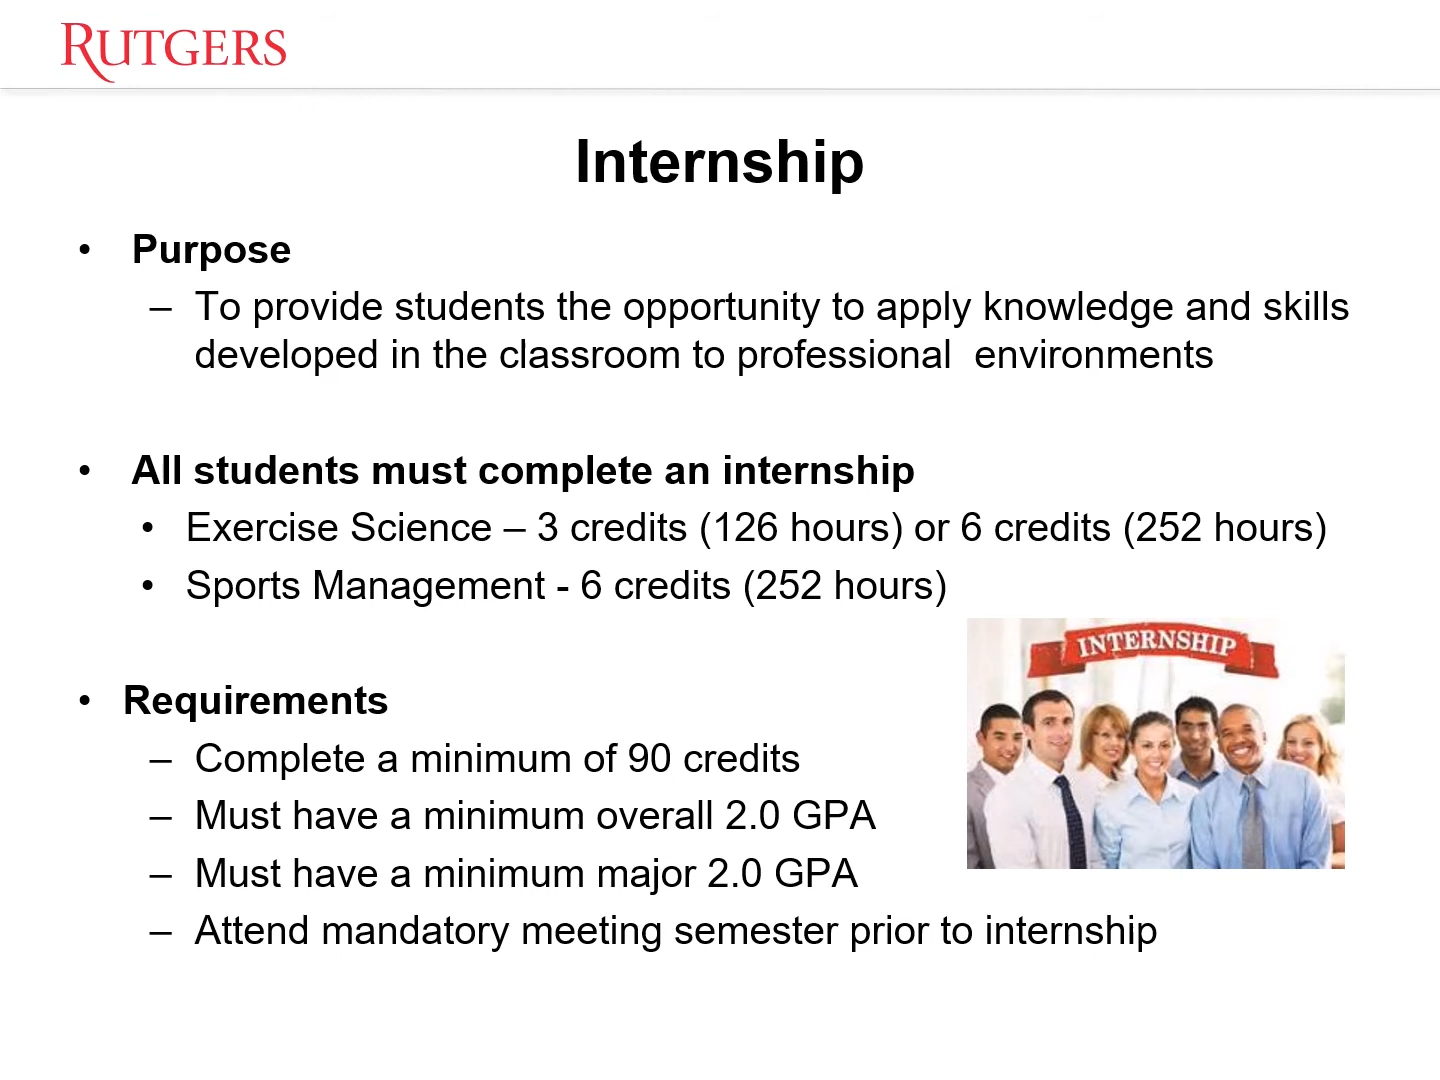 RUTGERS
Internship
• Purpose
– To provide students the opportunity to apply knowledge and skills
developed in the classroom to professional  environments
• All students must complete an internship
• Exercise Science – 3 credits (126 hours) or 6 credits (252 hours)
• Sports Management - 6 credits (252 hours)
INTERNSHIP
• Requirements
– Complete a minimum of 90 credits
– Must have a minimum overall 2.0 GPA
– Must have a minimum major 2.0 GPA
– Attend mandatory meeting semester prior to internship